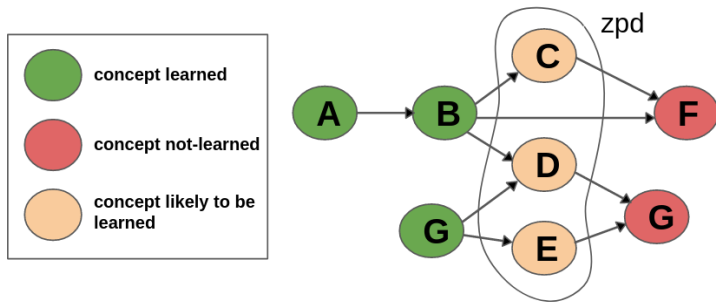 concept learned
concept not-learned
concept likely to be
learned
zpd
A
B
C
D
E
F
G
G